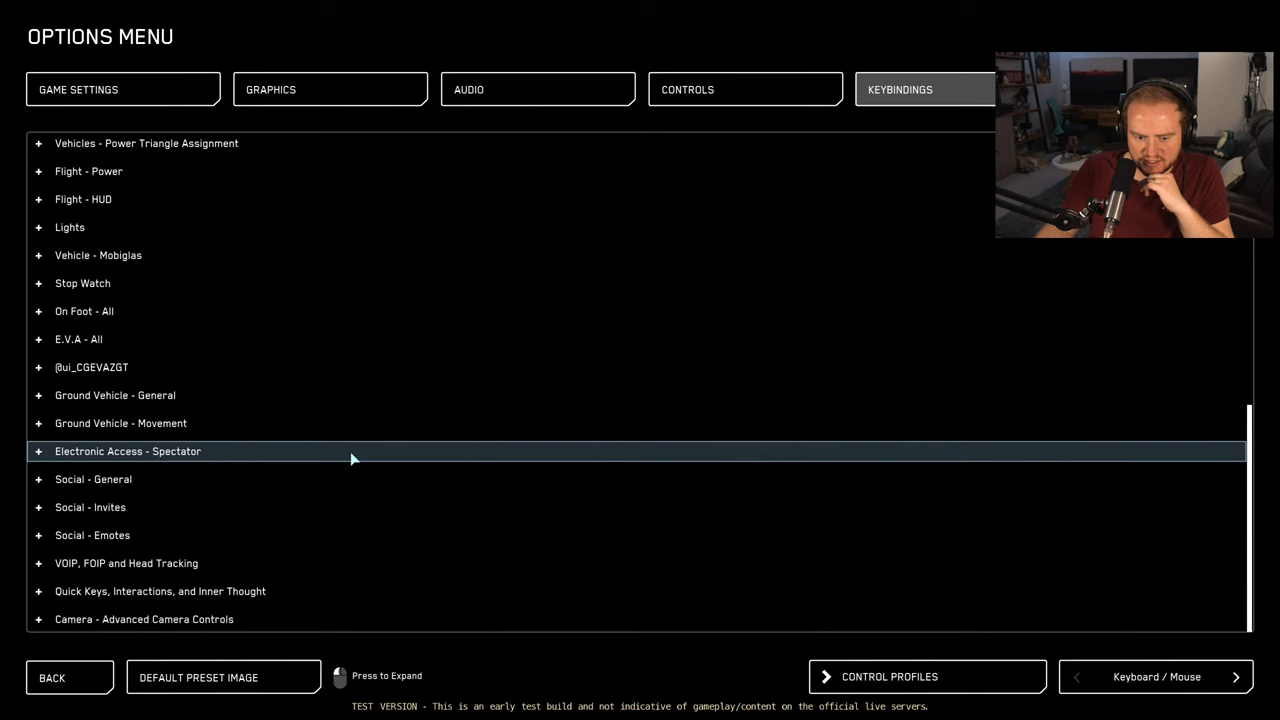 OPTIONS MENU
GAME SETTINGS
GRAPHICS
AUDIO
CONTROLS
KEYBINDINGS
+ Vehicles - Power Triangle Assignment
+ Flight - Power
+ Flight - HUD
+ Lights
+ Vehicle - Mobiglas
+ Stop Watch
+ On Foot - All
+ E.V.A - All
+ @ui_CGEVAZGT
+ Ground Vehicle - General
+ Ground Vehicle - Movement
+ Electronic Access - Spectator
+ Social - General
+ Social - Invites
+ Social - Emotes
+ VOIP, FOIP and Head Tracking
+ Quick Keys, Interactions, and Inner Thought
+ Camera - Advanced Camera Controls
BACK
DEFAULT PRESET IMAGE
Press to Expand
CONTROL PROFILES
Keyboard / Mouse
TEST VERSION - This is an early test build and not indicative of gameplay/content on the official live servers.